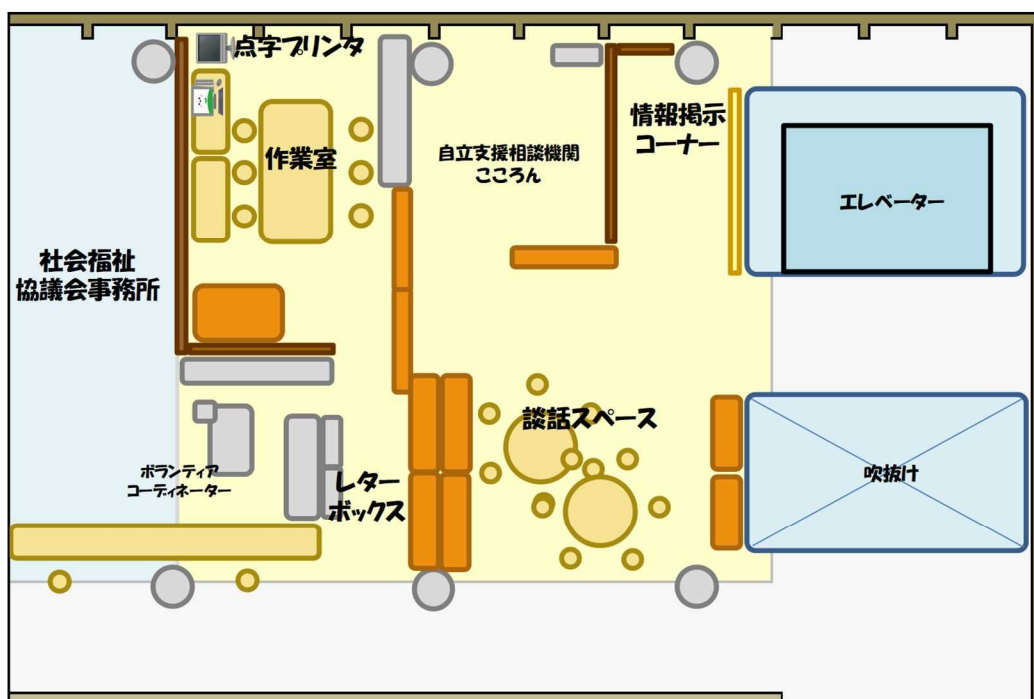 点字プリンタ
作業室
自立支援相談機関
こころん
情報掲示
コーナー
エレベーター
社会福祉
協議会事務所
談話スペース
ボランティア
コーディネーター
レター
ボックス
吹抜け